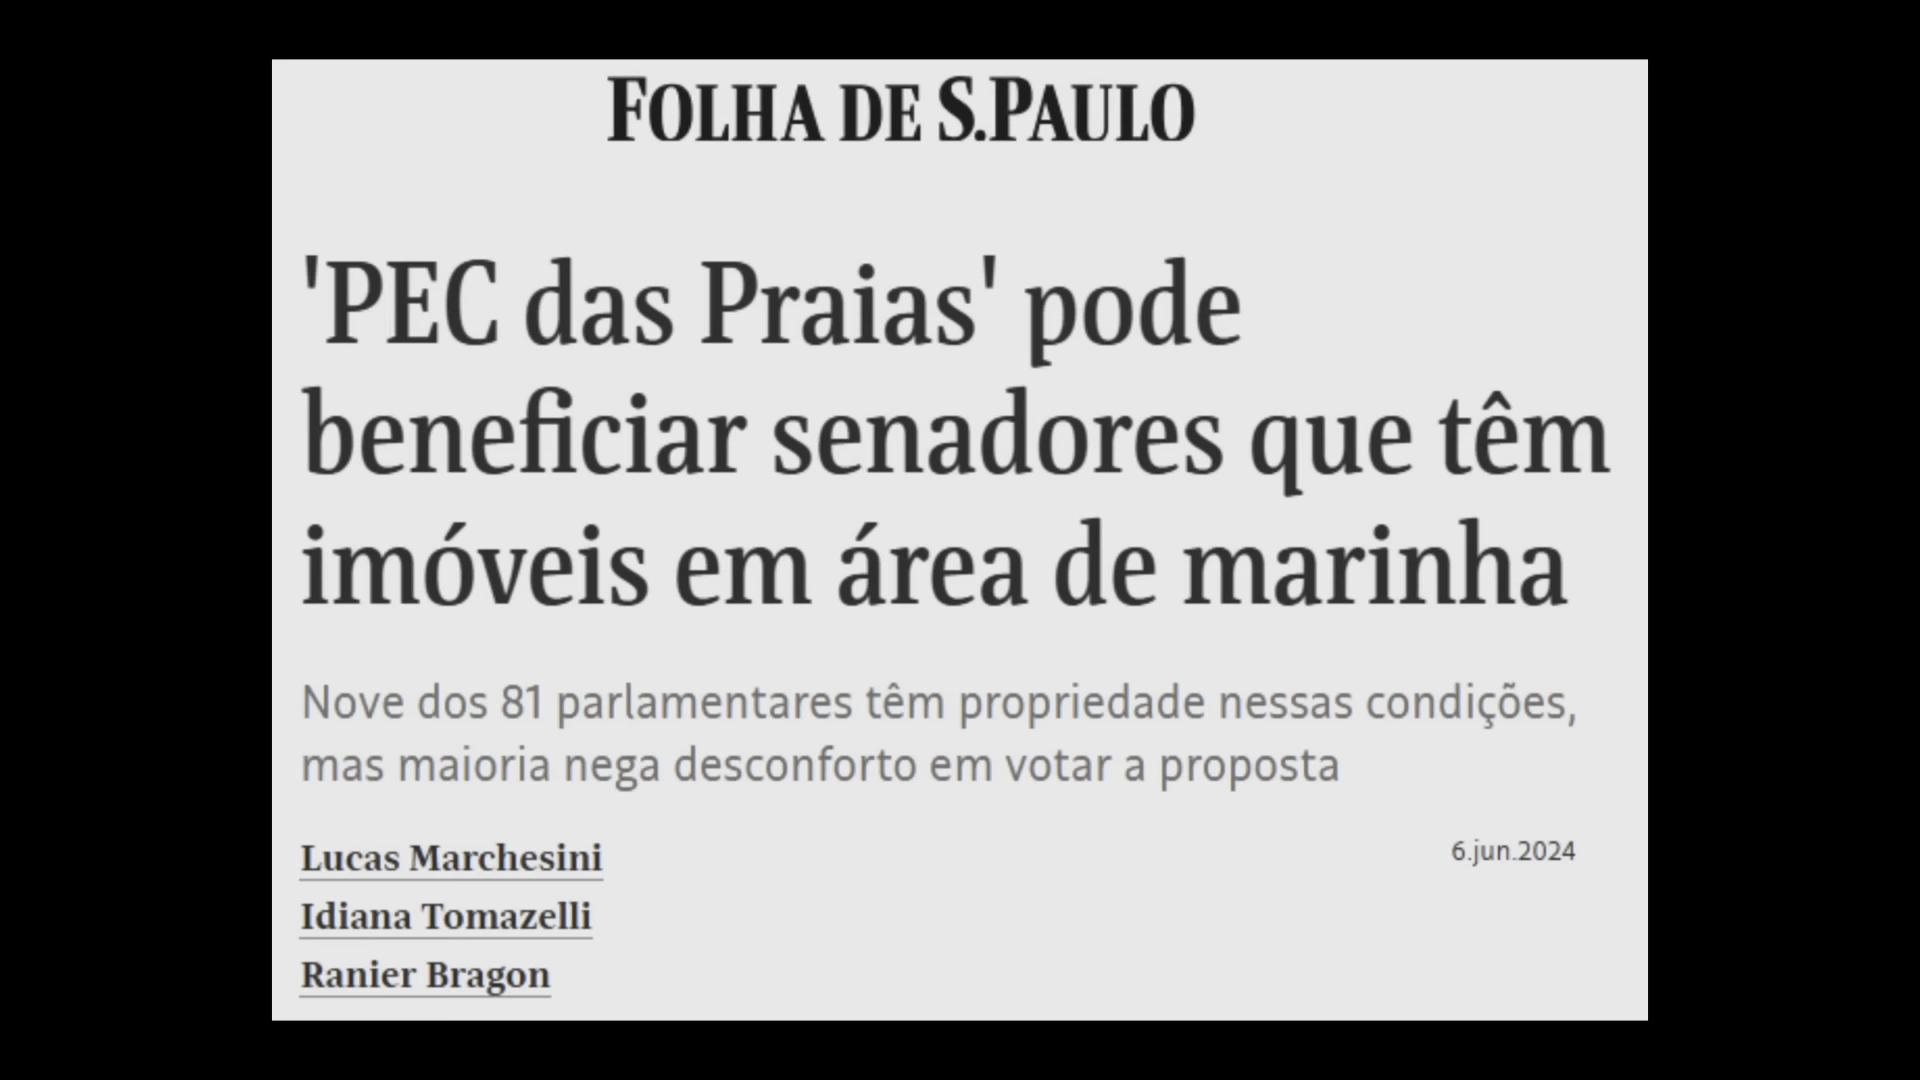 FOLHA DE S.PAULO
'PEC das Praias' pode
beneficiar senadores que têm
imóveis em área de marinha
Nove dos 81 parlamentares têm propriedade nessas condições,
mas maioria nega desconforto em votar a proposta
Lucas Marchesini
6.jun.2024
Idiana Tomazelli
Ranier Bragon